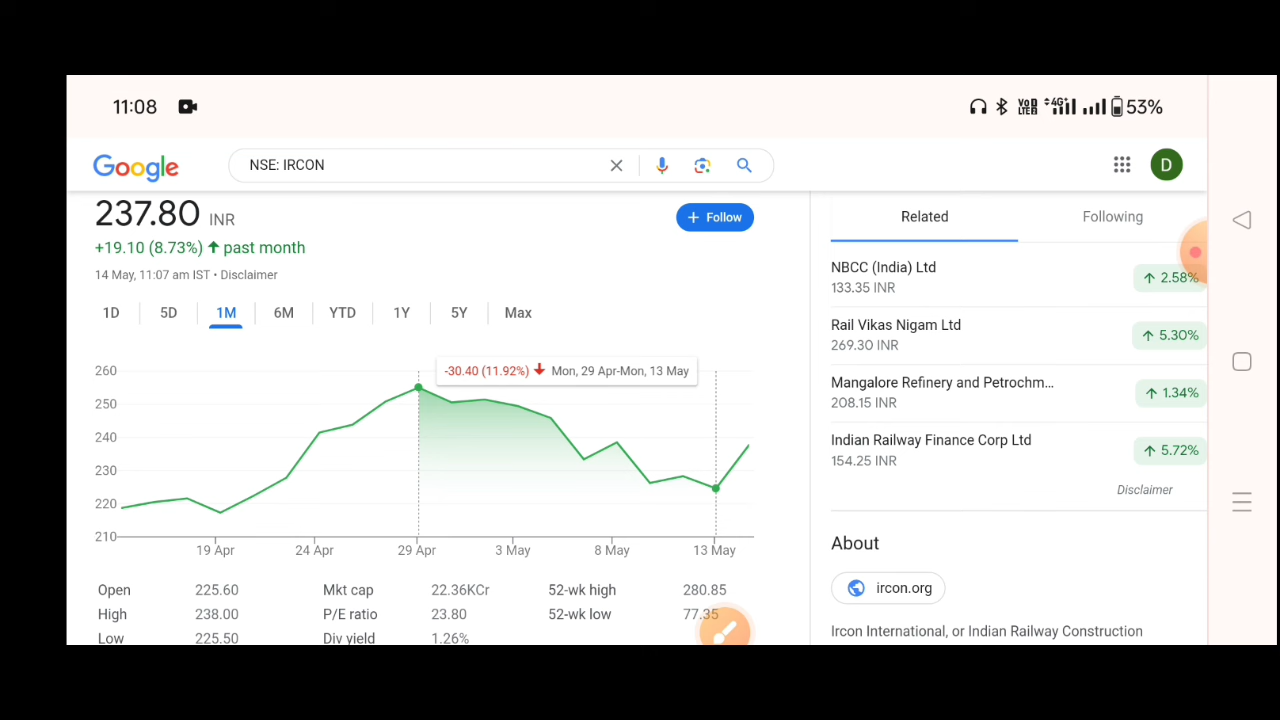 11:08
VoD LTE2 4G+ 53%
Google
NSE: IRCON
D
237.80 INR
+ Follow
+19.10 (8.73%) ↑ past month
14 May, 11:07 am IST • Disclaimer
1D 5D 1M 6M YTD 1Y 5Y Max
-30.40 (11.92%) ↓ Mon, 29 Apr-Mon, 13 May
260
250
240
230
220
210
19 Apr 24 Apr 29 Apr 3 May 8 May 13 May
Open 225.60 Mkt cap 22.36KCr 52-wk high 280.85
High 238.00 P/E ratio 23.80 52-wk low 77.35
Low 225.50 Div yield 1.26%
Related Following
NBCC (India) Ltd
133.35 INR ↑ 2.58%
Rail Vikas Nigam Ltd
269.30 INR ↑ 5.30%
Mangalore Refinery and Petrochm...
208.15 INR ↑ 1.34%
Indian Railway Finance Corp Ltd
154.25 INR ↑ 5.72%
Disclaimer
About
ircon.org
Ircon International, or Indian Railway Construction